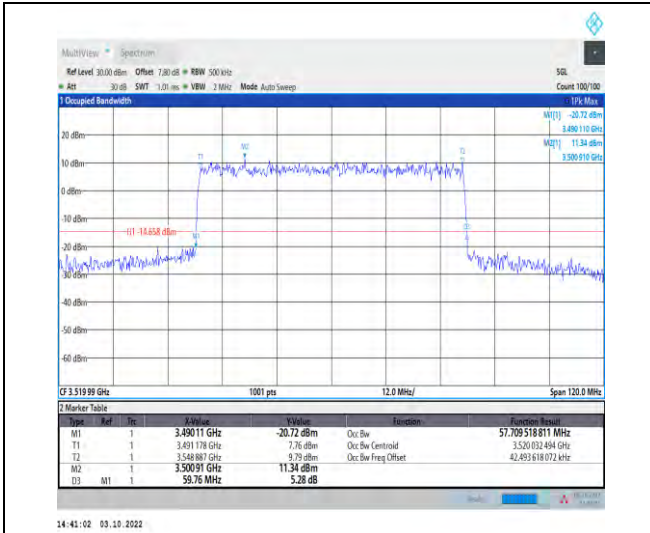 MultiView Spectrum
Ref Level 30.00 dBm Offset 7.80 dB RBW 500 kHz SGL
Att 30 dB SWT 1.01 ms VBW 2 MHz Mode Auto Sweep Count 100/100
1 Occupied Bandwidth 1Pk Max
M1[1] -20.72 dBm
3.490 110 GHz
M2[1] 11.34 dBm
3.500 910 GHz
20 dBm
M2
T1
T2
10 dBm
0 dBm
-10 dBm
H1 -14.658 dBm
M1
D3
-20 dBm
-30 dBm
-40 dBm
-50 dBm
-60 dBm
CF 3.519 99 GHz 1001 pts 12.0 MHz/ Span 120.0 MHz
2 Marker Table
Type Ref Trc X-Value Y-Value Function Function Result
M1 1 3.49011 GHz -20.72 dBm Occ Bw 57.709 518 811 MHz
T1 1 3.491 178 GHz 7.76 dBm Occ Bw Centroid 3.520 032 494 GHz
T2 1 3.548 887 GHz 9.79 dBm Occ Bw Freq Offset 42.493 618 072 kHz
M2 1 3.500 91 GHz 11.34 dBm
D3 M1 1 59.76 MHz 5.28 dB
14:41:02 03.10.2022